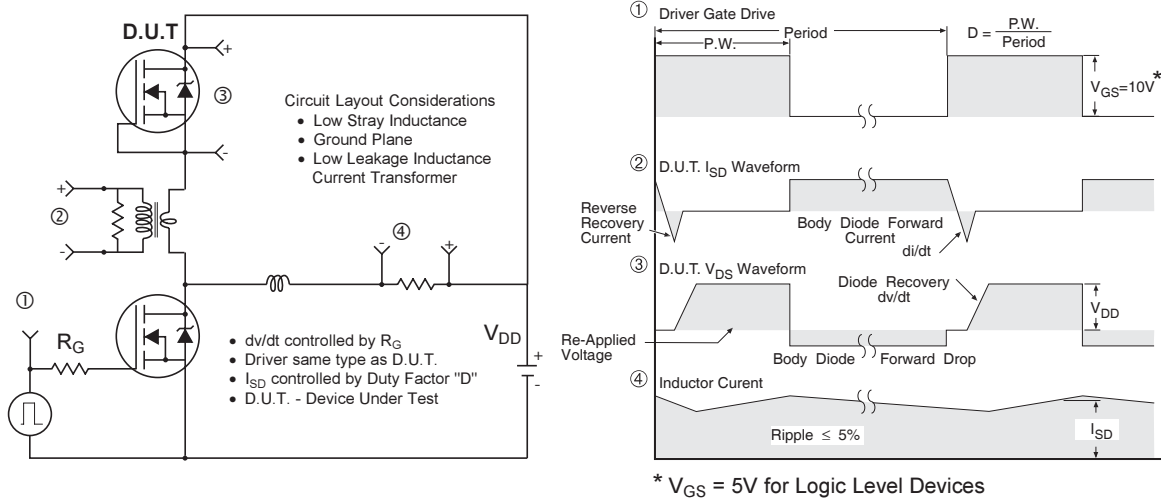 D.U.T
+
③
-
Circuit Layout Considerations
• Low Stray Inductance
• Ground Plane
• Low Leakage Inductance
Current Transformer
+
②
-
④
- +
①
R_G
• dv/dt controlled by R_G
• Driver same type as D.U.T.
• I_SD controlled by Duty Factor "D"
• D.U.T. - Device Under Test
V_DD
+
-
① Driver Gate Drive
Period
P.W.
D = P.W.
Period
V_GS=10V *
② D.U.T. I_SD Waveform
Reverse
Recovery
Current
Body Diode Forward
Current
di/dt
③ D.U.T. V_DS Waveform
Diode Recovery
dv/dt
V_DD
Re-Applied
Voltage
Body Diode Forward Drop
④ Inductor Curent
Ripple ≤ 5%
I_SD
* V_GS = 5V for Logic Level Devices